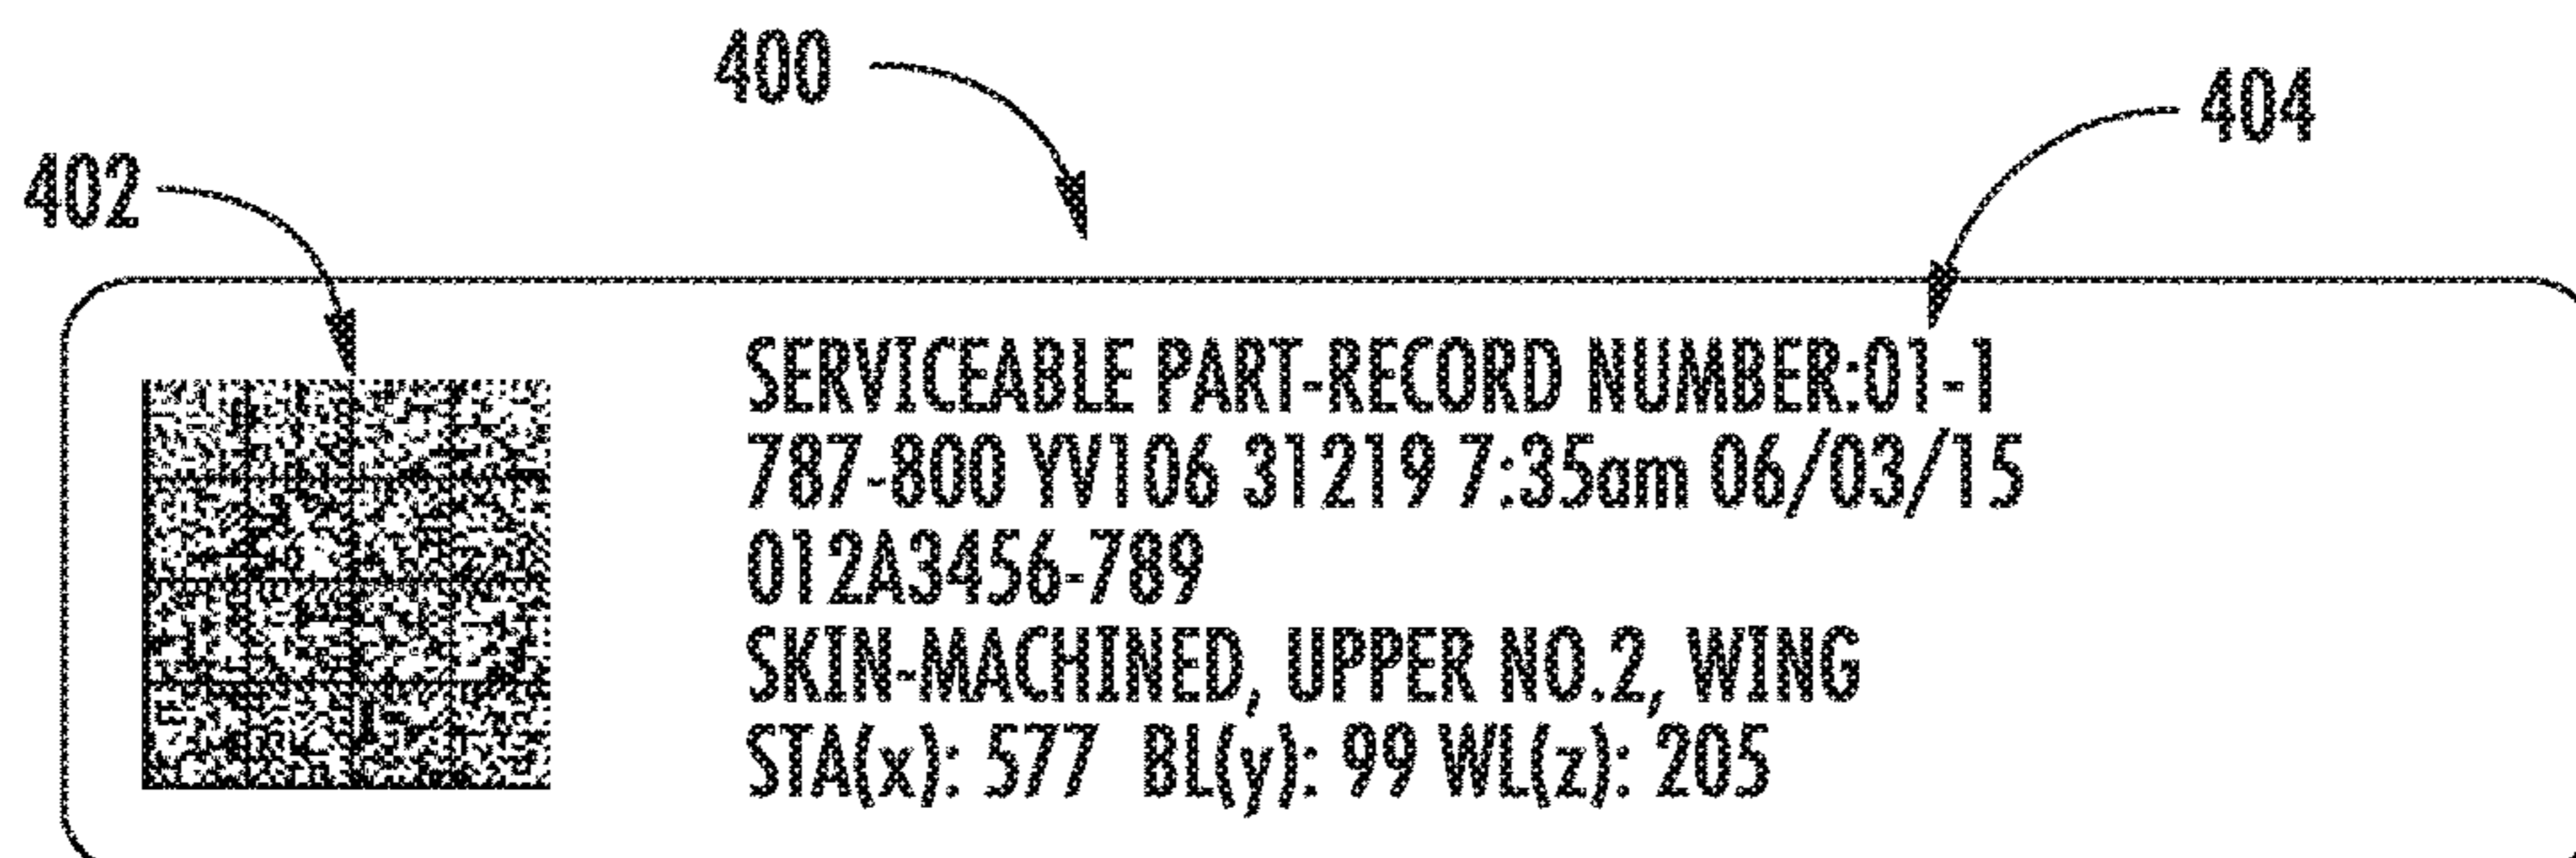 400
404
402
SERVICEABLE PART-RECORD NUMBER:01-1
787-800 YV106 31219 7:35am 06/03/15
012A3456-789
SKIN-MACHINED, UPPER NO.2, WING
STA(x): 577 BL(y): 99 WL(z): 205